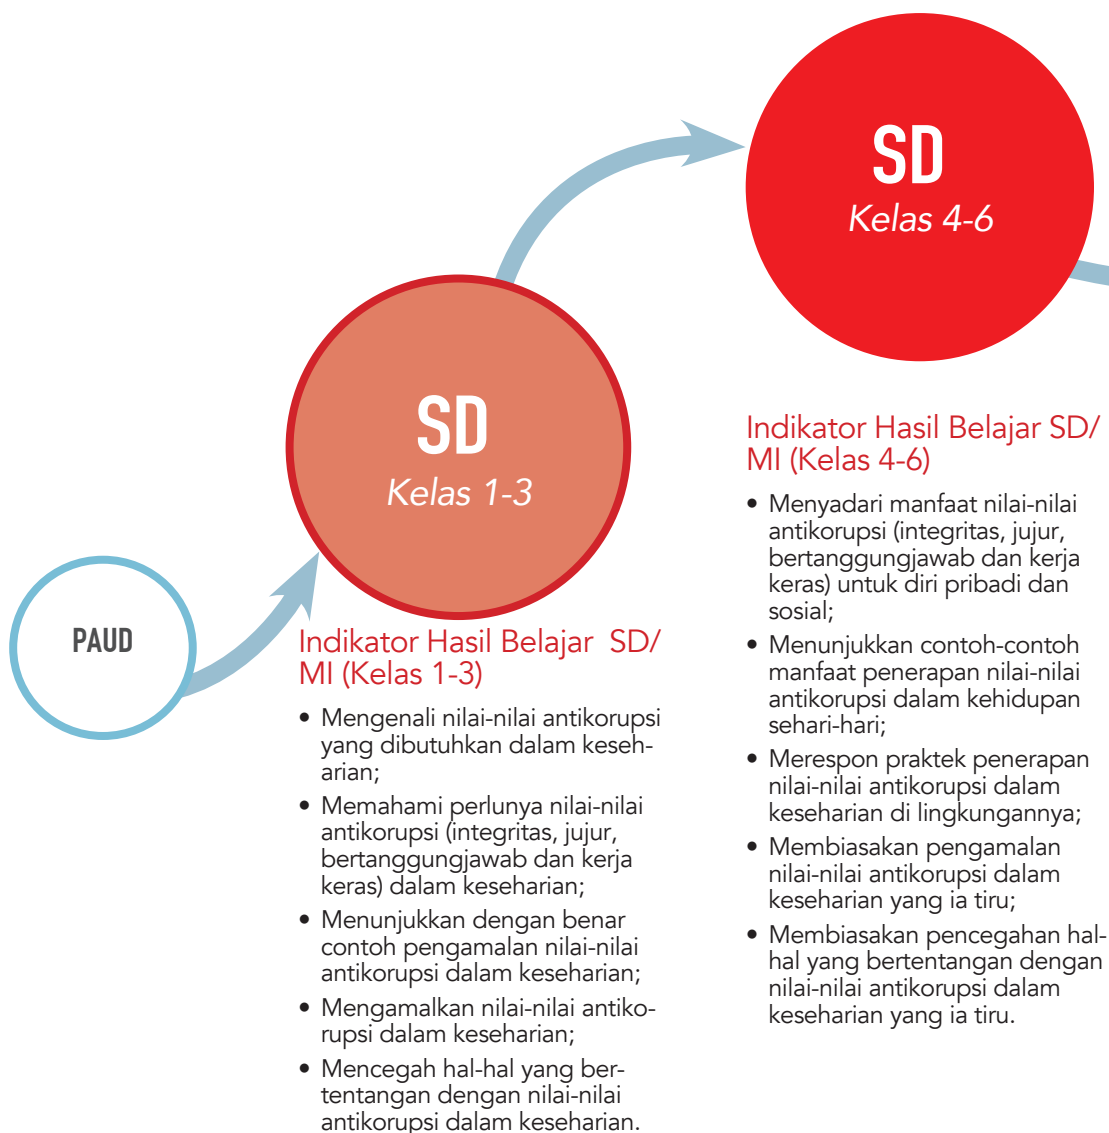 PAUD
SD
Kelas 1-3
Indikator Hasil Belajar  SD/
MI (Kelas 1-3)
• Mengenali nilai-nilai antikorupsi
yang dibutuhkan dalam keseh-
arian;
• Memahami perlunya nilai-nilai
antikorupsi (integritas, jujur,
bertanggungjawab dan kerja
keras) dalam keseharian;
• Menunjukkan dengan benar
contoh pengamalan nilai-nilai
antikorupsi dalam keseharian;
• Mengamalkan nilai-nilai antiko-
rupsi dalam keseharian;
• Mencegah hal-hal yang ber-
tentangan dengan nilai-nilai
antikorupsi dalam keseharian.
SD
Kelas 4-6
Indikator Hasil Belajar SD/
MI (Kelas 4-6)
• Menyadari manfaat nilai-nilai
antikorupsi (integritas, jujur,
bertanggungjawab dan kerja
keras) untuk diri pribadi dan
sosial;
• Menunjukkan contoh-contoh
manfaat penerapan nilai-nilai
antikorupsi dalam kehidupan
sehari-hari;
• Merespon praktek penerapan
nilai-nilai antikorupsi dalam
keseharian di lingkungannya;
• Membiasakan pengamalan
nilai-nilai antikorupsi dalam
keseharian yang ia tiru;
• Membiasakan pencegahan hal-
hal yang bertentangan dengan
nilai-nilai antikorupsi dalam
keseharian yang ia tiru.